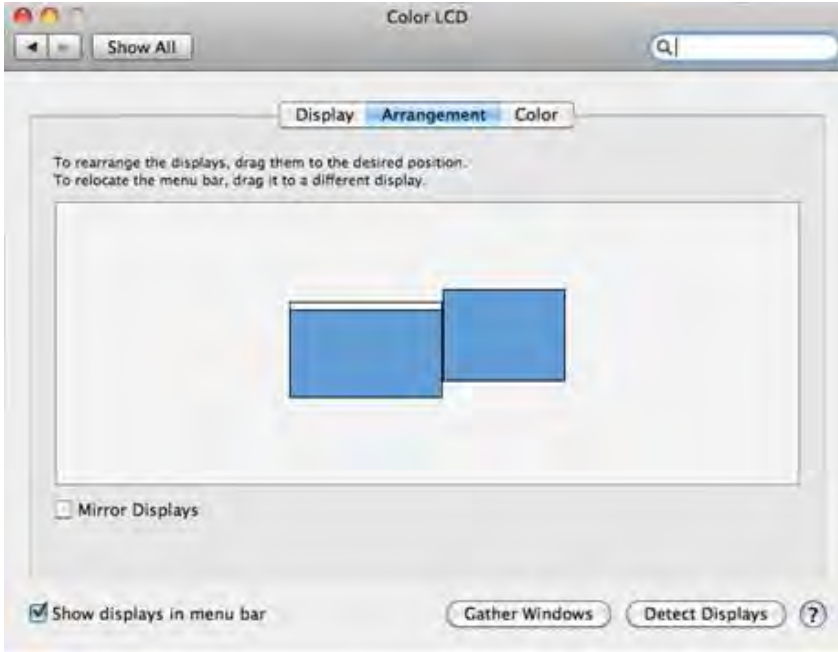 Color LCD
Show All
Display Arrangement Color
To rearrange the displays, drag them to the desired position.
To relocate the menu bar, drag it to a different display.
Mirror Displays
Show displays in menu bar Gather Windows Detect Displays ?